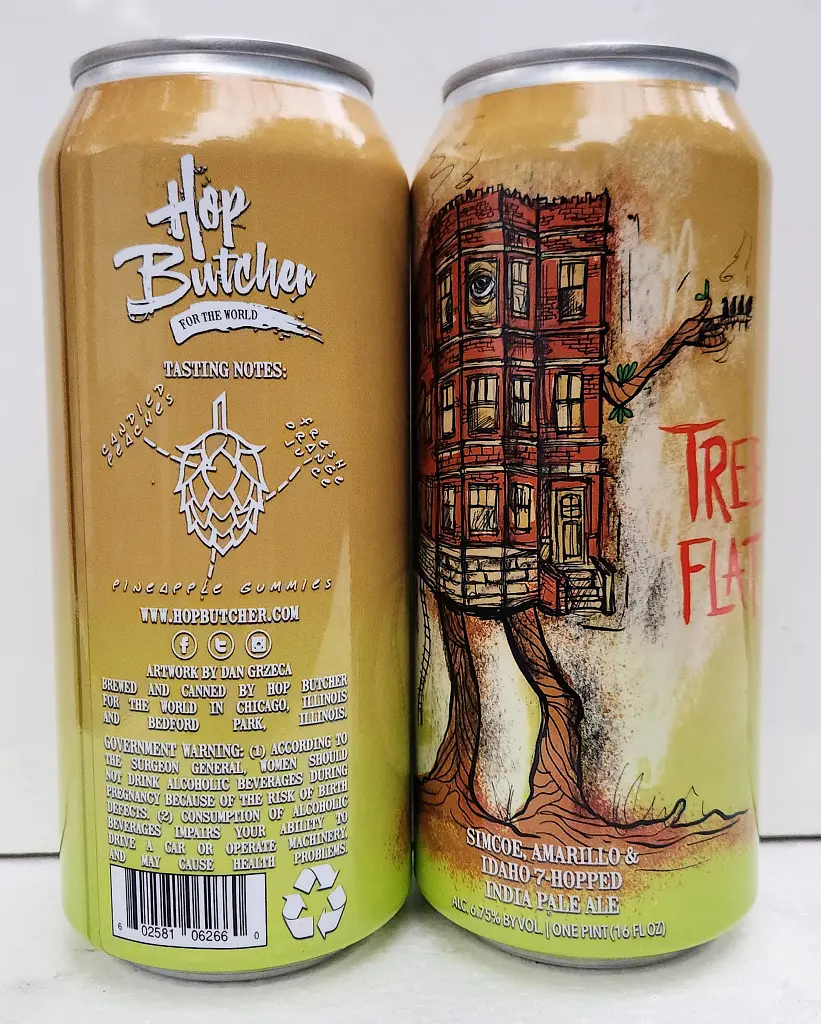 Hop
Butcher
FOR THE WORLD
TASTING NOTES:
CANDIED
PEACHES
FRESH
ORANGE
JUICE
PINEAPPLE GUMMIES
WWW.HOPBUTCHER.COM
ARTWORK BY DAN GRZECA
BREWED AND CANNED BY HOP BUTCHER
FOR THE WORLD IN CHICAGO, ILLINOIS
AND BEDFORD PARK, ILLINOIS.
GOVERNMENT WARNING: (1) ACCORDING TO
THE SURGEON GENERAL, WOMEN SHOULD
NOT DRINK ALCOHOLIC BEVERAGES DURING
PREGNANCY BECAUSE OF THE RISK OF BIRTH
DEFECTS. (2) CONSUMPTION OF ALCOHOLIC
BEVERAGES IMPAIRS YOUR ABILITY TO
DRIVE A CAR OR OPERATE MACHINERY,
AND MAY CAUSE HEALTH PROBLEMS.
6 02581 06266 0
TREE
FLAT
SIMCOE, AMARILLO &
IDAHO 7-HOPPED
INDIA PALE ALE
ALC. 6.75% BY VOL. | ONE PINT (16 FL OZ)